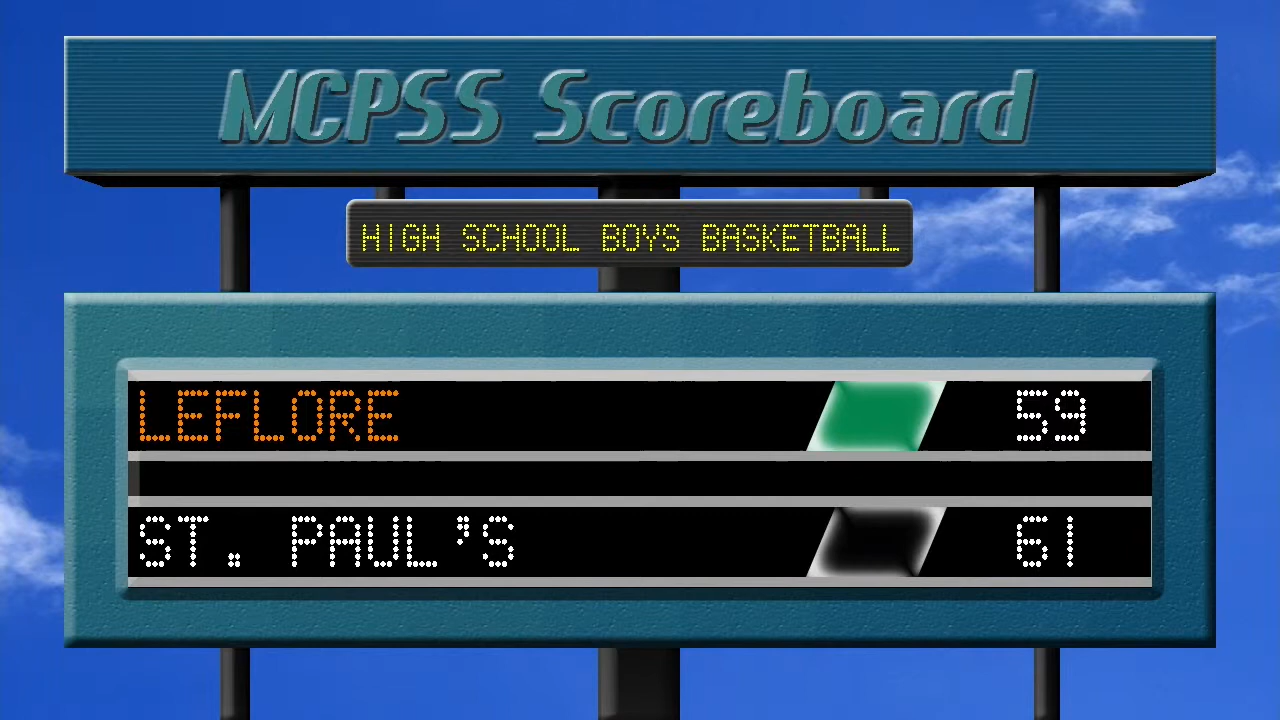 MCPSS Scoreboard
HIGH SCHOOL BOYS BASKETBALL
LEFLORE 59
ST. PAUL'S 61